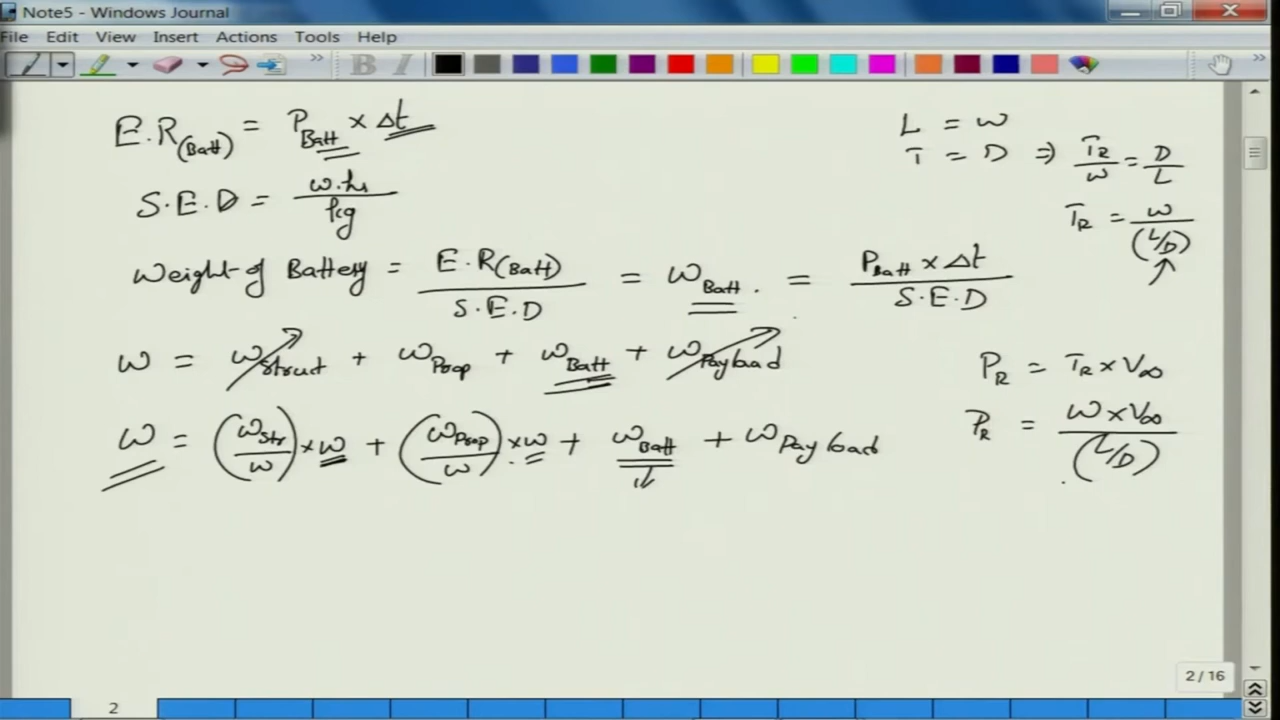 Note5 - Windows Journal
File Edit View Insert Actions Tools Help
B I
E.R(Batt) = P_Batt × Δt
S.E.D = w.hr / kg
Weight of Battery = E.R(Batt) / S.E.D = W_Batt. = P_Batt × Δt / S.E.D
W = W_Struct + W_Prop + W_Batt + W_Payload
W = (W_Str / W) × W + (W_Prop / W) × W + W_Batt + W_Payload
L = W
T = D ⇒ T_R / W = D / L
T_R = W / (L/D)
P_R = T_R × V∞
P_R = W × V∞ / (L/D)
2 / 16
2